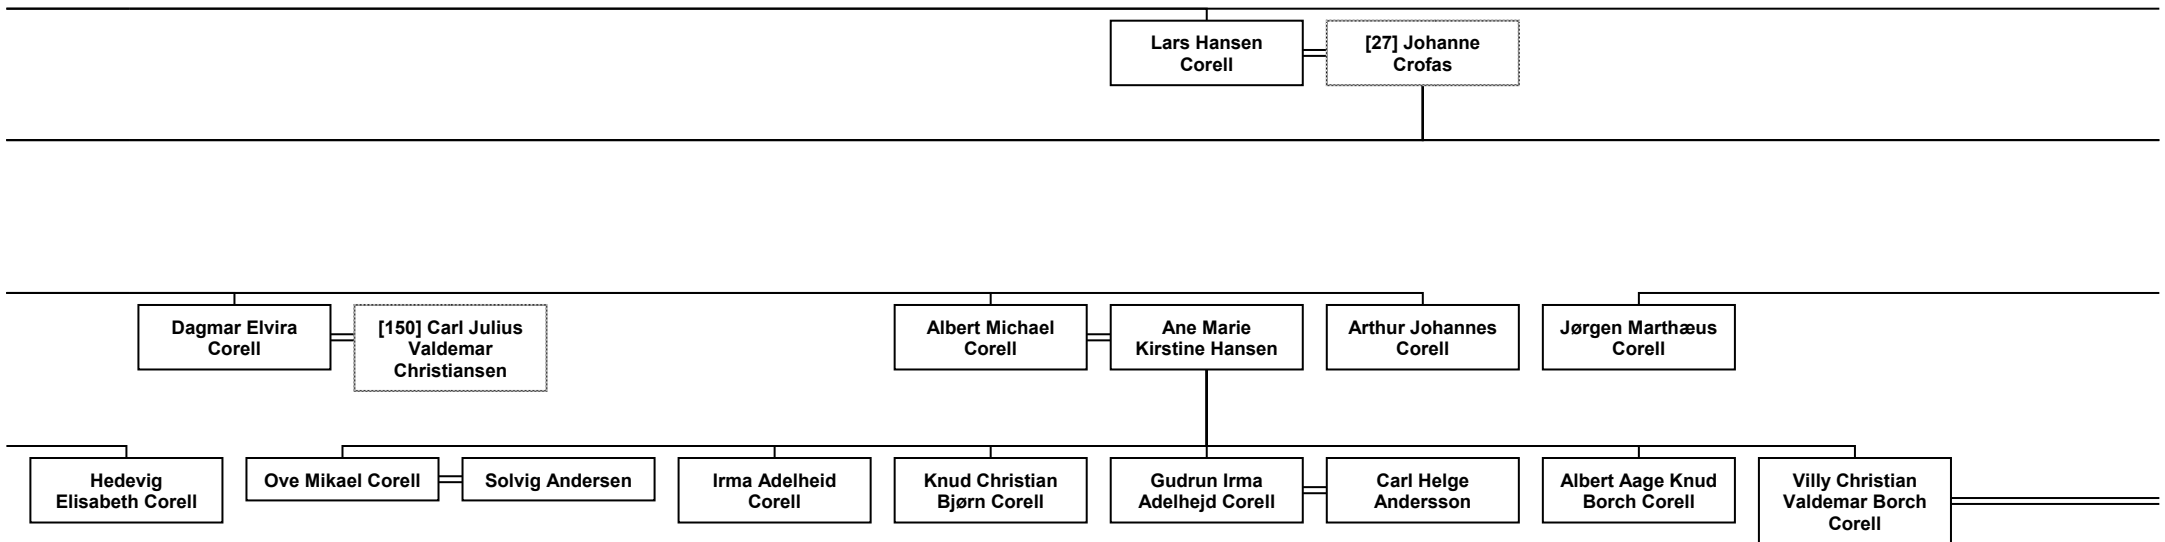 Lars Hansen
Corell
[27] Johanne
Crofas
Dagmar Elvira
Corell
[150] Carl Julius
Valdemar
Christiansen
Albert Michael
Corell
Ane Marie
Kirstine Hansen
Arthur Johannes
Corell
Jørgen Marthæus
Corell
Hedevig
Elisabeth Corell
Ove Mikael Corell
Solvig Andersen
Irma Adelheid
Corell
Knud Christian
Bjørn Corell
Gudrun Irma
Adelhejd Corell
Carl Helge
Andersson
Albert Aage Knud
Borch Corell
Villy Christian
Valdemar Borch
Corell